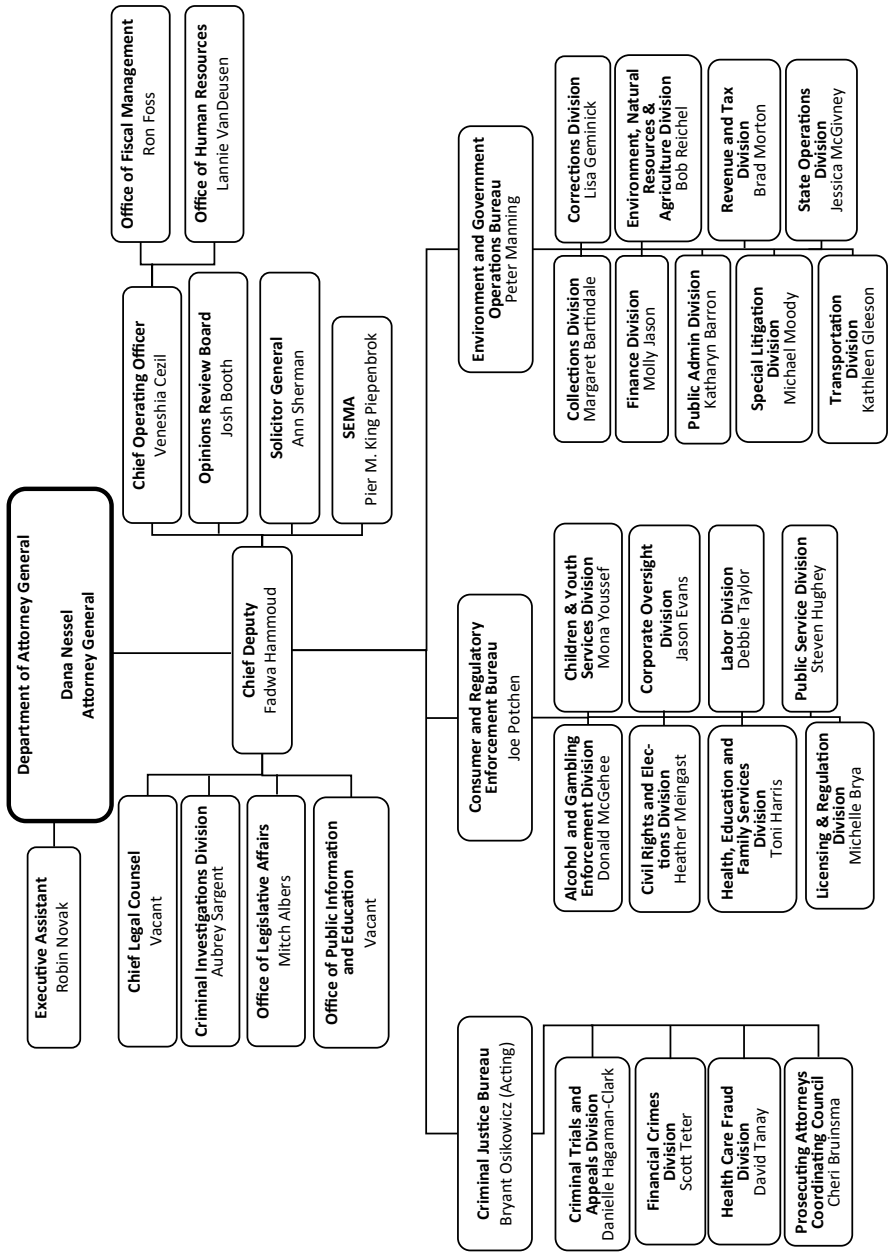 Department of Attorney General
Dana Nessel
Attorney General
Executive Assistant
Robin Novak
Chief Deputy
Fadwa Hammoud
Chief Legal Counsel
Vacant
Criminal Investigations Division
Aubrey Sargent
Office of Legislative Affairs
Mitch Albers
Office of Public Information
and Education
Vacant
Chief Operating Officer
Veneshia Cezil
Opinions Review Board
Josh Booth
Solicitor General
Ann Sherman
SEMA
Pier M. King Piepenbrok
Office of Fiscal Management
Ron Foss
Office of Human Resources
Lannie VanDeusen
Criminal Justice Bureau
Bryant Osikowicz (Acting)
Criminal Trials and
Appeals Division
Danielle Hagaman-Clark
Financial Crimes
Division
Scott Teter
Health Care Fraud
Division
David Tanay
Prosecuting Attorneys
Coordinating Council
Cheri Bruinsma
Consumer and Regulatory
Enforcement Bureau
Joe Potchen
Alcohol and Gambling
Enforcement Division
Donald McGehee
Children & Youth
Services Division
Mona Youssef
Civil Rights and Elec-
tions Division
Heather Meingast
Corporate Oversight
Division
Jason Evans
Health, Education and
Family Services
Division
Toni Harris
Labor Division
Debbie Taylor
Licensing & Regulation
Division
Michelle Brya
Public Service Division
Steven Hughey
Environment and Government
Operations Bureau
Peter Manning
Collections Division
Margaret Bartindale
Corrections Division
Lisa Geminick
Finance Division
Molly Jason
Environment, Natural
Resources &
Agriculture Division
Bob Reichel
Public Admin Division
Katharyn Barron
Revenue and Tax
Division
Brad Morton
Special Litigation
Division
Michael Moody
State Operations
Division
Jessica McGivney
Transportation
Division
Kathleen Gleeson